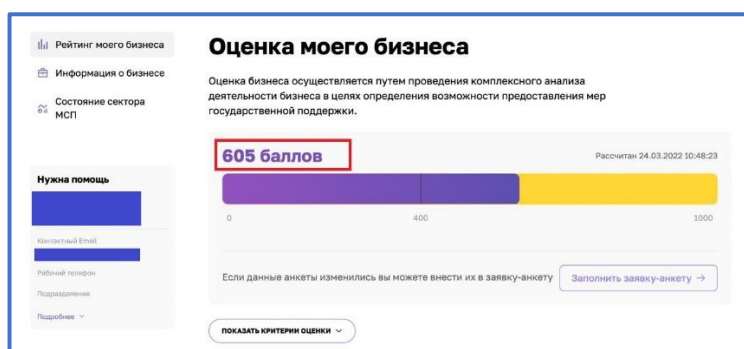 Рейтинг моего бизнеса
Информация о бизнесе
Состояние сектора
МСП
Нужна помощь
Контактный Email
Рабочий телефон
Подразделение
Подробнее
Оценка моего бизнеса
Оценка бизнеса осуществляется путем проведения комплексного анализа
деятельности бизнеса в целях определения возможности предоставления мер
государственной поддержки.
605 баллов
Рассчитан 24.03.2022 10:48:23
0 400 1000
Если данные анкеты изменились вы можете внести их в заявку-анкету
Заполнить заявку-анкету →
ПОКАЗАТЬ КРИТЕРИИ ОЦЕНКИ